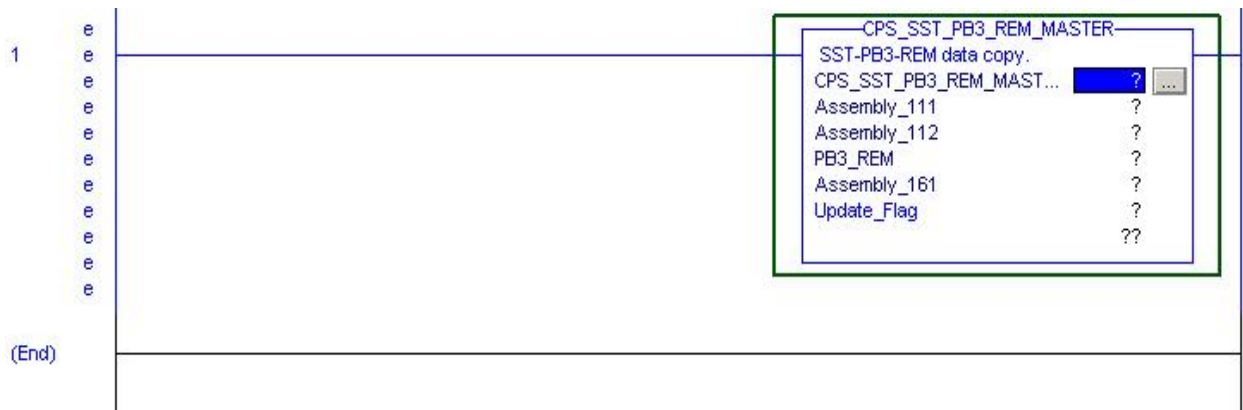 e
CPS_SST_PB3_REM_MASTER
1 e
SST-PB3-REM data copy.
e
CPS_SST_PB3_REM_MAST... ? ...
e
Assembly_111 ?
e
Assembly_112 ?
e
PB3_REM ?
e
Assembly_161 ?
e
Update_Flag ?
e
??
e
e
(End)